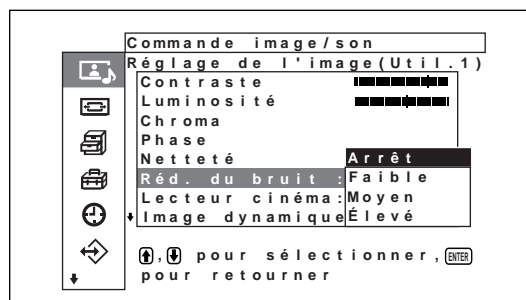 Commande image/son
Réglage de l'image(Util.1)
Contraste
Luminosité
Chroma
Phase
Netteté
Arrêt
Réd. du bruit :
Faible
Lecteur cinéma:
Moyen
Image dynamique
Élevé
, pour sélectionner, ENTER
pour retourner